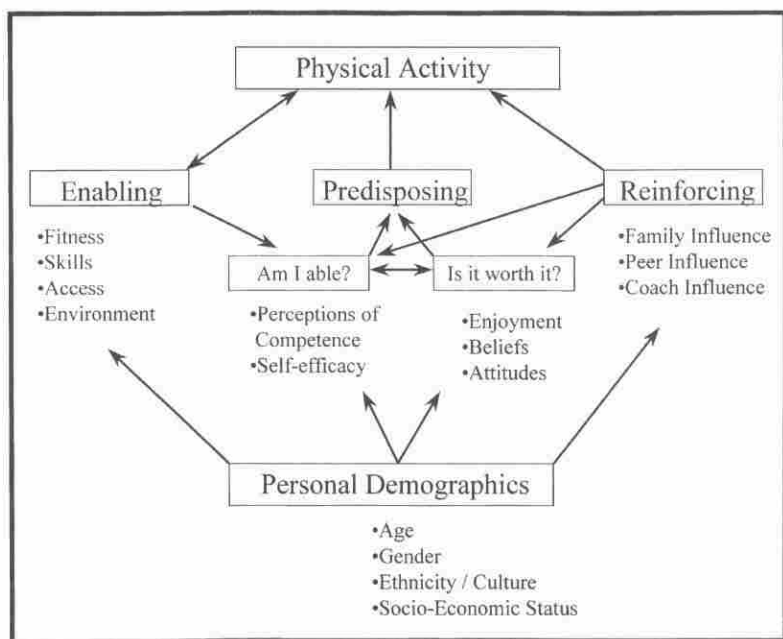 Physical Activity
Enabling
Predisposing
Reinforcing
•Fitness
•Skills
•Access
•Environment
Am I able?
Is it worth it?
•Family Influence
•Peer Influence
•Coach Influence
•Perceptions of
Competence
•Self-efficacy
•Enjoyment
•Beliefs
•Attitudes
Personal Demographics
•Age
•Gender
•Ethnicity / Culture
•Socio-Economic Status